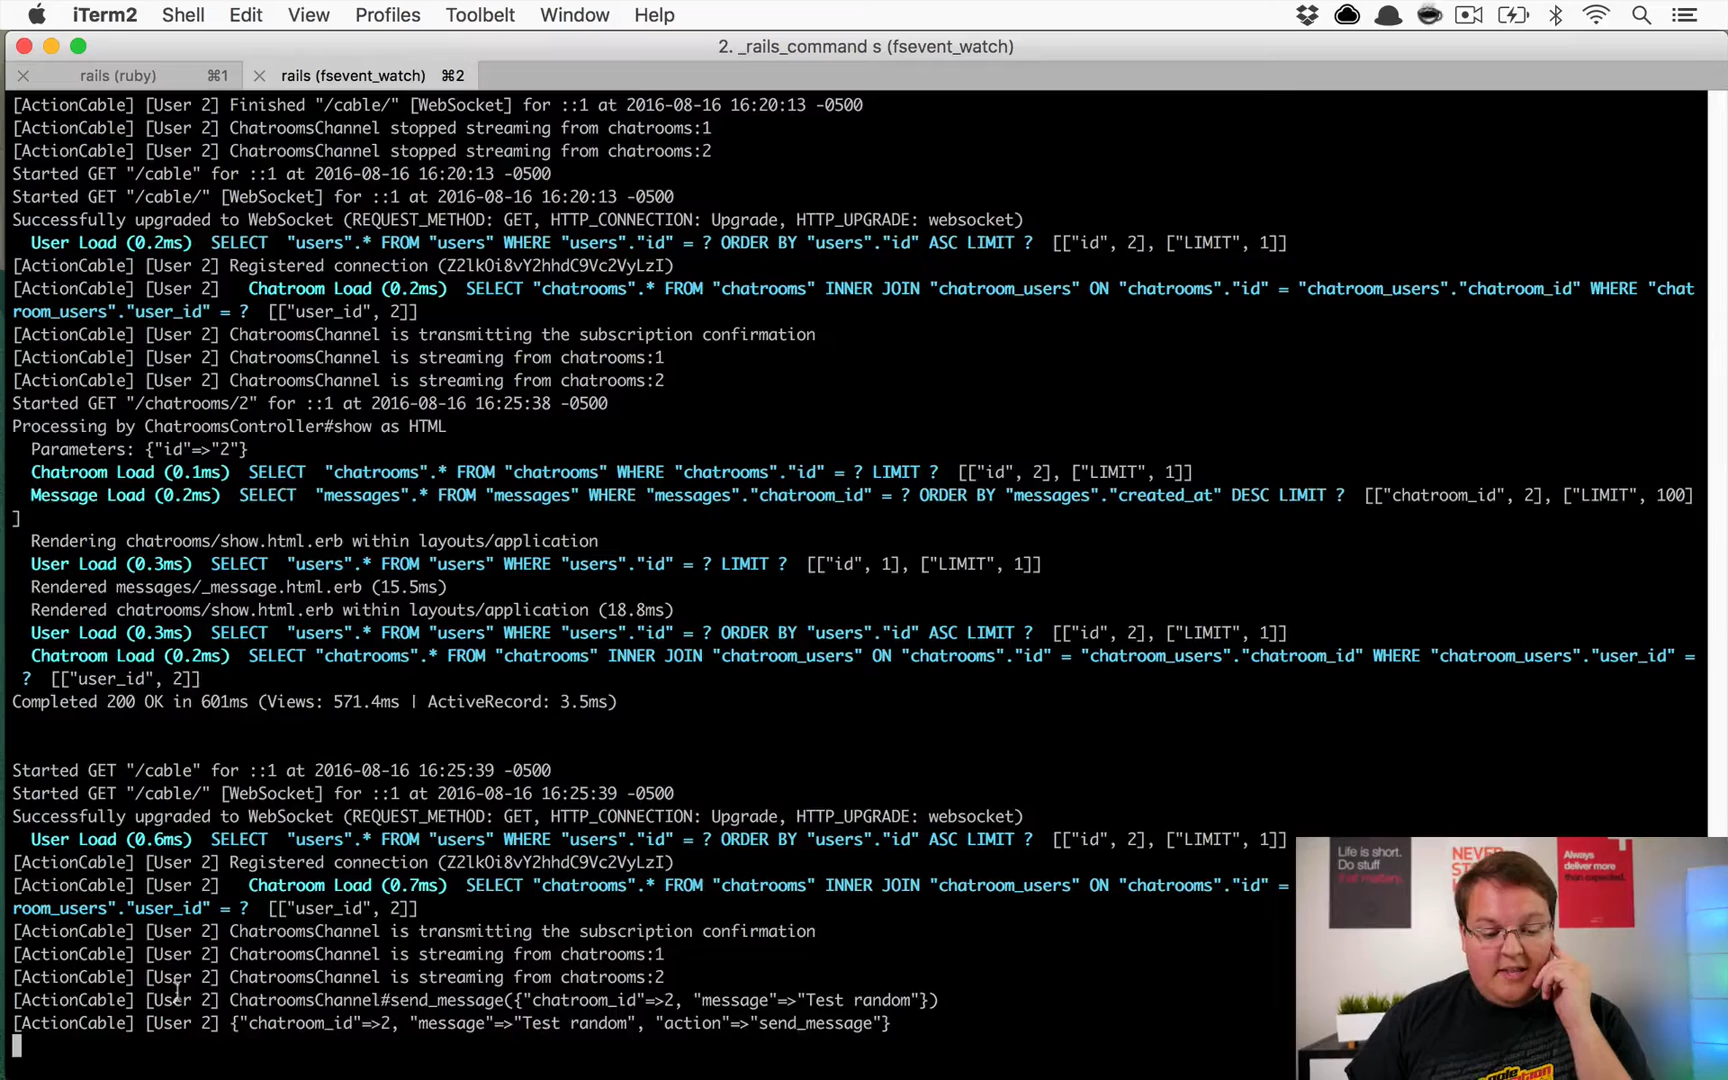 iTerm2 Shell Edit View Profiles Toolbelt Window Help
2. _rails_command s (fsevent_watch)
rails (ruby) ⌘1 rails (fsevent_watch) ⌘2
[ActionCable] [User 2] Finished "/cable/" [WebSocket] for ::1 at 2016-08-16 16:20:13 -0500
[ActionCable] [User 2] ChatroomsChannel stopped streaming from chatrooms:1
[ActionCable] [User 2] ChatroomsChannel stopped streaming from chatrooms:2
Started GET "/cable" for ::1 at 2016-08-16 16:20:13 -0500
Started GET "/cable/" [WebSocket] for ::1 at 2016-08-16 16:20:13 -0500
Successfully upgraded to WebSocket (REQUEST_METHOD: GET, HTTP_CONNECTION: Upgrade, HTTP_UPGRADE: websocket)
User Load (0.2ms) SELECT "users".* FROM "users" WHERE "users"."id" = ? ORDER BY "users"."id" ASC LIMIT ? [["id", 2], ["LIMIT", 1]]
[ActionCable] [User 2] Registered connection (Z2lkOi8vY2hhdC9Vc2VyLzI)
[ActionCable] [User 2] Chatroom Load (0.2ms) SELECT "chatrooms".* FROM "chatrooms" INNER JOIN "chatroom_users" ON "chatrooms"."id" = "chatroom_users"."chatroom_id" WHERE "chat
room_users"."user_id" = ? [["user_id", 2]]
[ActionCable] [User 2] ChatroomsChannel is transmitting the subscription confirmation
[ActionCable] [User 2] ChatroomsChannel is streaming from chatrooms:1
[ActionCable] [User 2] ChatroomsChannel is streaming from chatrooms:2
Started GET "/chatrooms/2" for ::1 at 2016-08-16 16:25:38 -0500
Processing by ChatroomsController#show as HTML
Parameters: {"id"=>"2"}
Chatroom Load (0.1ms) SELECT "chatrooms".* FROM "chatrooms" WHERE "chatrooms"."id" = ? LIMIT ? [["id", 2], ["LIMIT", 1]]
Message Load (0.2ms) SELECT "messages".* FROM "messages" WHERE "messages"."chatroom_id" = ? ORDER BY "messages"."created_at" DESC LIMIT ? [["chatroom_id", 2], ["LIMIT", 100]
]
Rendering chatrooms/show.html.erb within layouts/application
User Load (0.3ms) SELECT "users".* FROM "users" WHERE "users"."id" = ? LIMIT ? [["id", 1], ["LIMIT", 1]]
Rendered messages/_message.html.erb (15.5ms)
Rendered chatrooms/show.html.erb within layouts/application (18.8ms)
User Load (0.3ms) SELECT "users".* FROM "users" WHERE "users"."id" = ? ORDER BY "users"."id" ASC LIMIT ? [["id", 2], ["LIMIT", 1]]
Chatroom Load (0.2ms) SELECT "chatrooms".* FROM "chatrooms" INNER JOIN "chatroom_users" ON "chatrooms"."id" = "chatroom_users"."chatroom_id" WHERE "chatroom_users"."user_id" =
? [["user_id", 2]]
Completed 200 OK in 601ms (Views: 571.4ms | ActiveRecord: 3.5ms)
Started GET "/cable" for ::1 at 2016-08-16 16:25:39 -0500
Started GET "/cable/" [WebSocket] for ::1 at 2016-08-16 16:25:39 -0500
Successfully upgraded to WebSocket (REQUEST_METHOD: GET, HTTP_CONNECTION: Upgrade, HTTP_UPGRADE: websocket)
User Load (0.6ms) SELECT "users".* FROM "users" WHERE "users"."id" = ? ORDER BY "users"."id" ASC LIMIT ? [["id", 2], ["LIMIT", 1]]
[ActionCable] [User 2] Registered connection (Z2lkOi8vY2hhdC9Vc2VyLzI)
[ActionCable] [User 2] Chatroom Load (0.7ms) SELECT "chatrooms".* FROM "chatrooms" INNER JOIN "chatroom_users" ON "chatrooms"."id" =
room_users"."user_id" = ? [["user_id", 2]]
[ActionCable] [User 2] ChatroomsChannel is transmitting the subscription confirmation
[ActionCable] [User 2] ChatroomsChannel is streaming from chatrooms:1
[ActionCable] [User 2] ChatroomsChannel is streaming from chatrooms:2
[ActionCable] [User 2] ChatroomsChannel#send_message({"chatroom_id"=>2, "message"=>"Test random"})
[ActionCable] [User 2] {"chatroom_id"=>2, "message"=>"Test random", "action"=>"send_message"}
Life is short.
Do stuff
that matters.
NEVER
Always
deliver more
than expected.